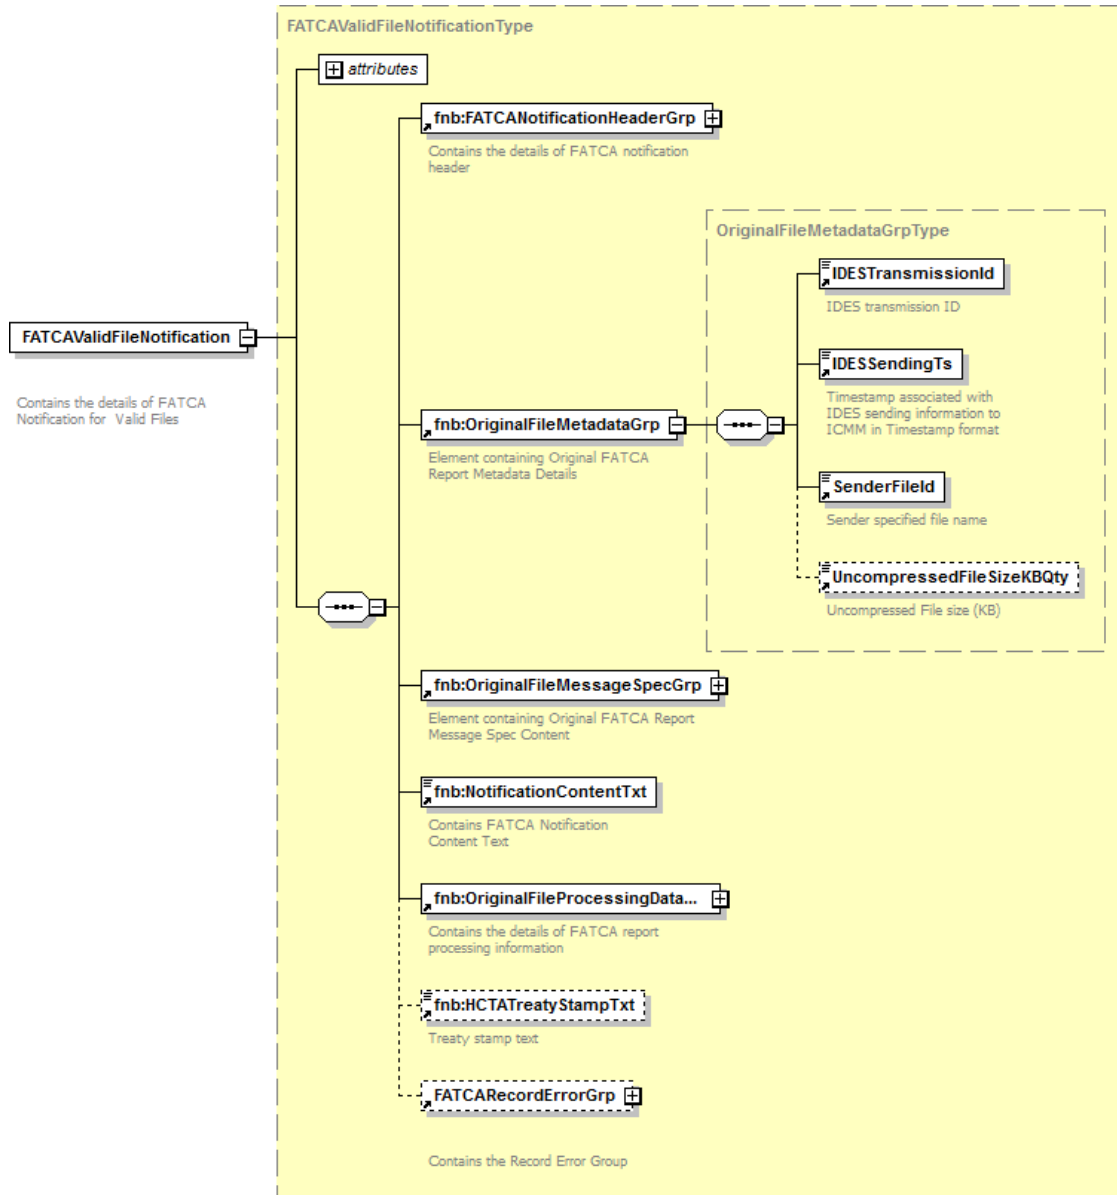 FATCAValidFileNotificationType
attributes
fnb:FATCANotificationHeaderGrp
Contains the details of FATCA notification
header
OriginalFileMetadataGrpType
IDESTransmissionId
IDES transmission ID
FATCAValidFileNotification
Contains the details of FATCA
Notification for Valid Files
IDESSendingTs
Timestamp associated with
IDES sending information to
ICMM in Timestamp format
fnb:OriginalFileMetadataGrp
Element containing Original FATCA
Report Metadata Details
SenderFileId
Sender specified file name
UncompressedFileSizeKBQty
Uncompressed File size (KB)
fnb:OriginalFileMessageSpecGrp
Element containing Original FATCA Report
Message Spec Content
fnb:NotificationContentTxt
Contains FATCA Notification
Content Text
fnb:OriginalFileProcessingData...
Contains the details of FATCA report
processing information
fnb:HCTATreatyStampTxt
Treaty stamp text
FATCARecordErrorGrp
Contains the Record Error Group